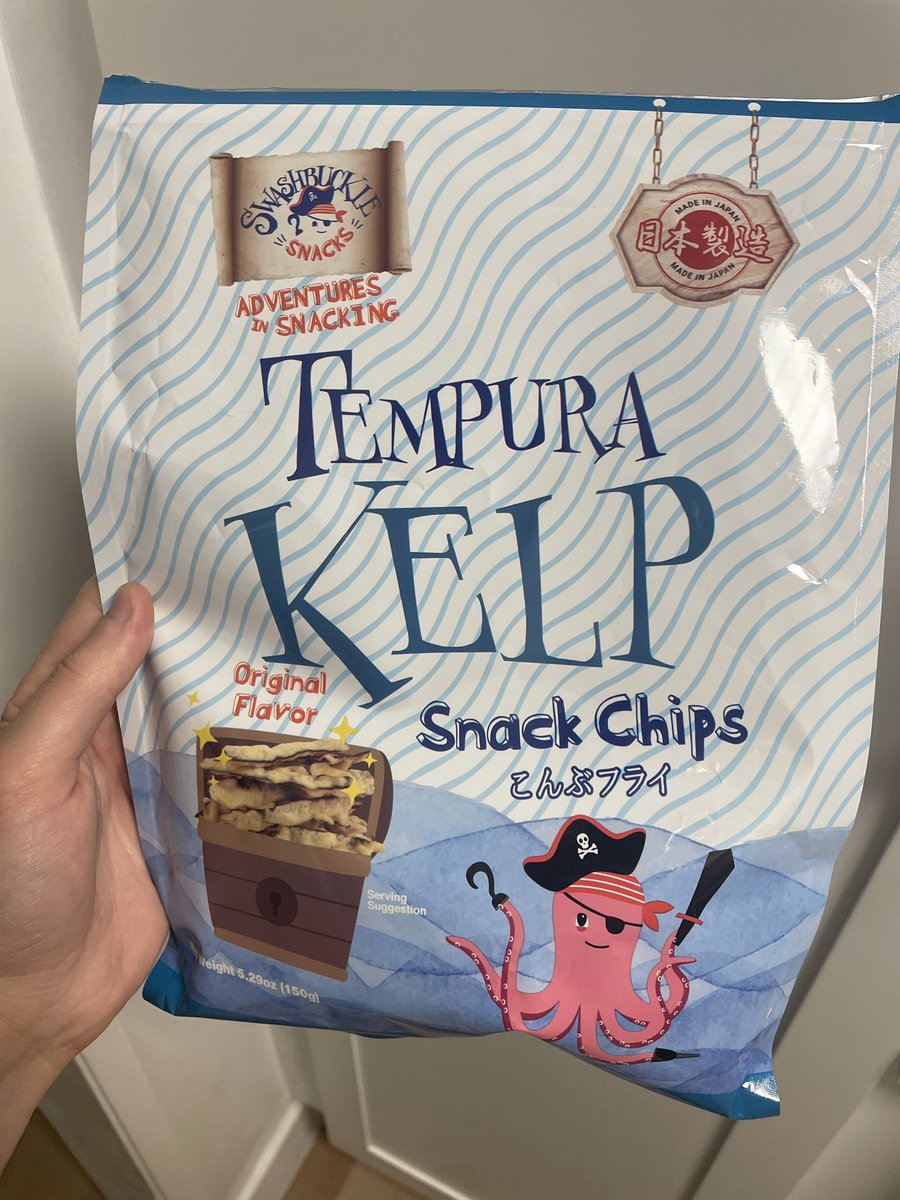 SWASHBUCKLE
SNACKS
ADVENTURES
IN SNACKING
MADE IN JAPAN
日本製造
MADE IN JAPAN
TEMPURA
KELP
Original
Flavor
Snack Chips
こんぶフライ
Serving
Suggestion
Weight 5.29oz (150g)